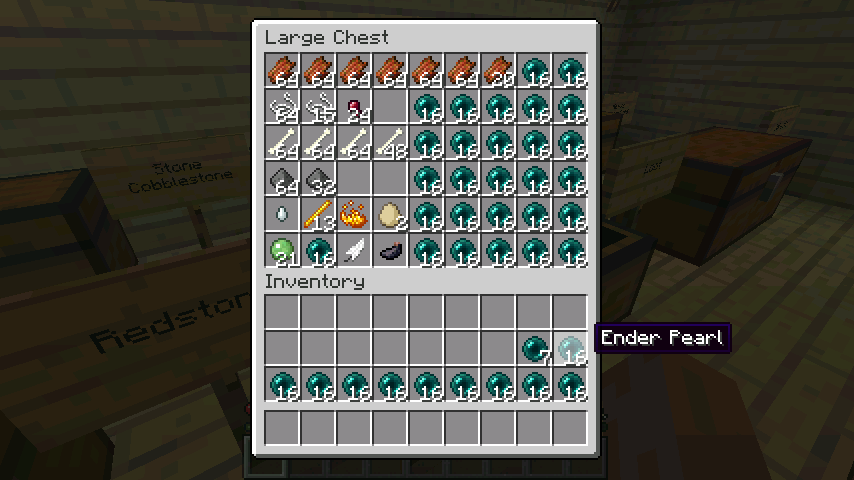 Large Chest
64 64 64 64 64 64 20 16 16
64 15 24 16 16 16 16 16
64 64 64 48 16 16 16 16 16
64 32 16 16 16 16 16
13 16 16 16 16 16
21 16 16 16 16 16 16
Stone
Cobblestone
Redstone
Inventory
7 16
Ender Pearl
16 16 16 16 16 16 16 16 16